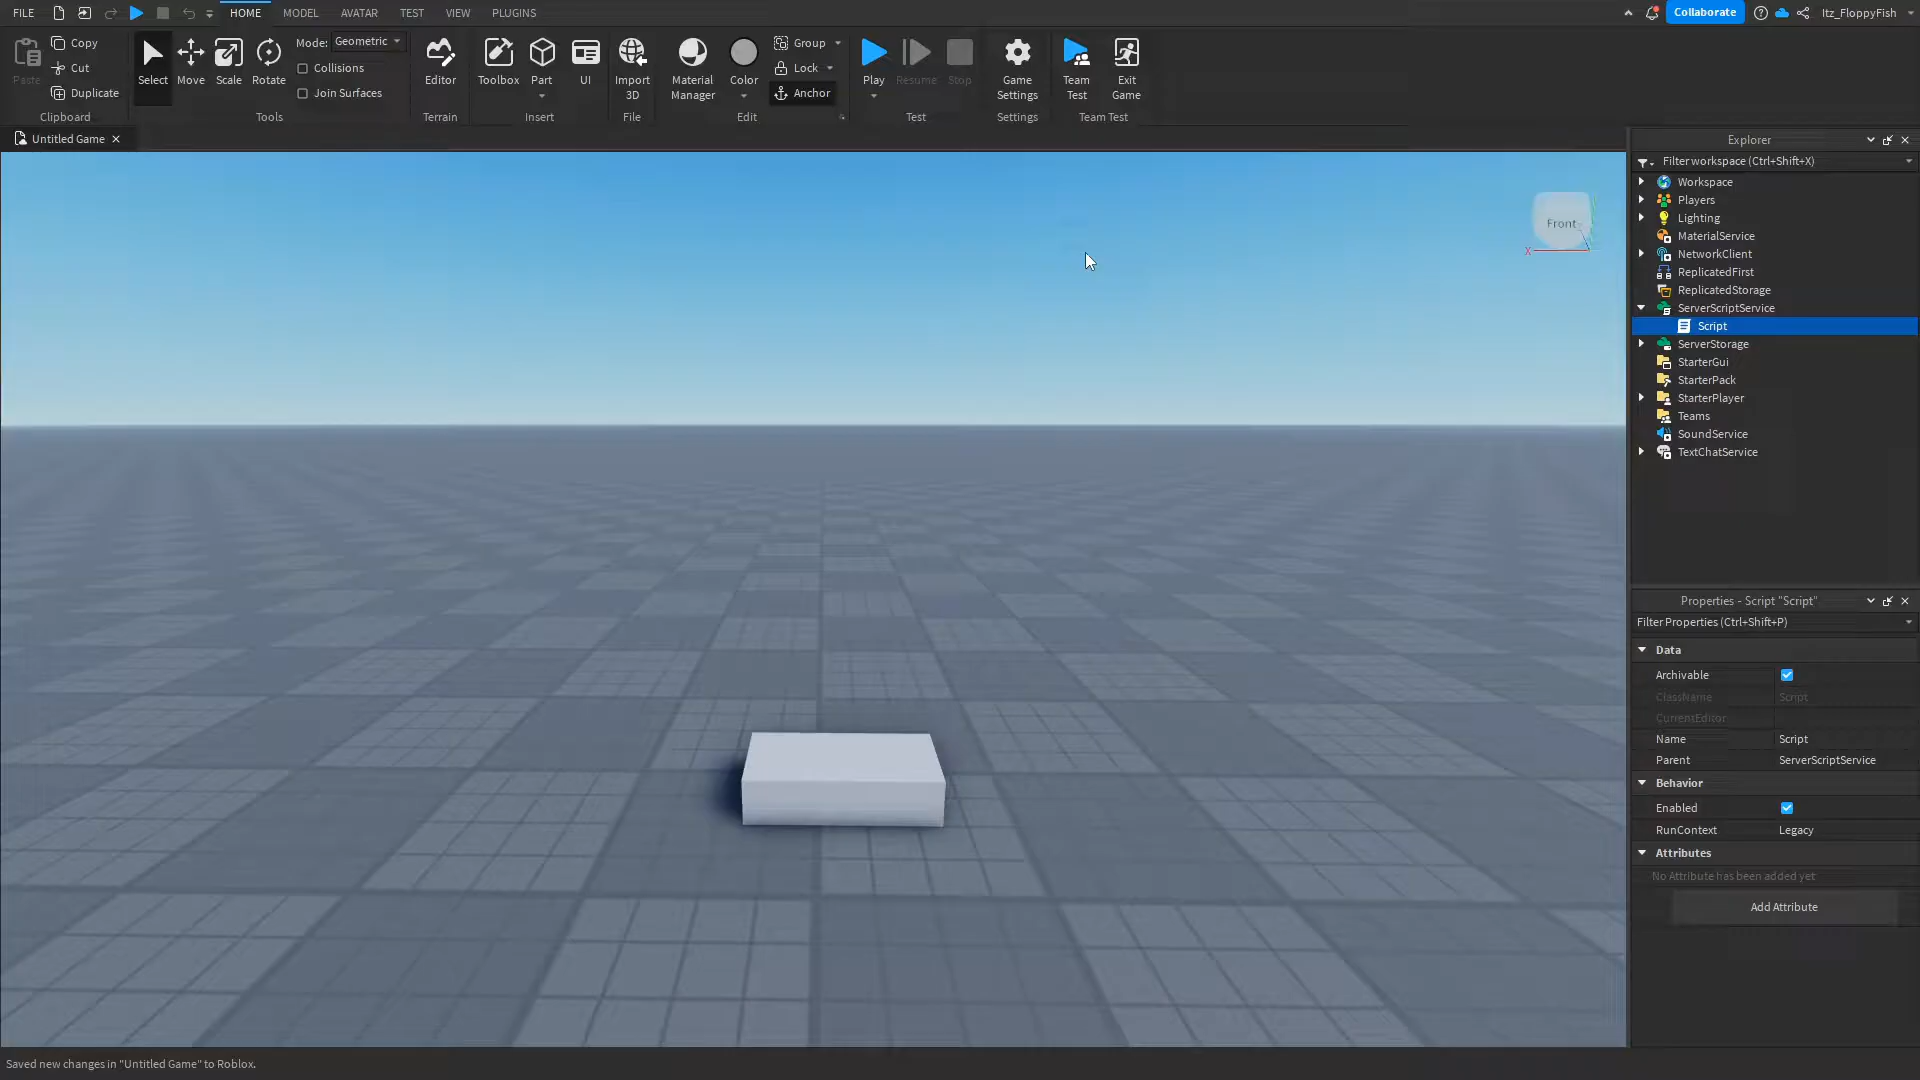 FILE
HOME
MODEL
AVATAR
TEST
VIEW
PLUGINS
Collaborate
Itz_FloppyFish
Paste
Copy
Cut
Duplicate
Clipboard
Select
Move
Scale
Rotate
Mode: Geometric
Collisions
Join Surfaces
Tools
Editor
Terrain
Toolbox
Part
UI
Insert
Import
3D
File
Material
Manager
Color
Group
Lock
Anchor
Edit
Play
Resume
Stop
Test
Game
Settings
Settings
Team
Test
Exit
Game
Team Test
Untitled Game
Front
X
Explorer
Filter workspace (Ctrl+Shift+X)
Workspace
Players
Lighting
MaterialService
NetworkClient
ReplicatedFirst
ReplicatedStorage
ServerScriptService
Script
ServerStorage
StarterGui
StarterPack
StarterPlayer
Teams
SoundService
TextChatService
Properties - Script "Script"
Filter Properties (Ctrl+Shift+P)
Data
Archivable
ClassName Script
CurrentEditor
Name Script
Parent ServerScriptService
Behavior
Enabled
RunContext Legacy
Attributes
No Attribute has been added yet
Add Attribute
Saved new changes in "Untitled Game" to Roblox.